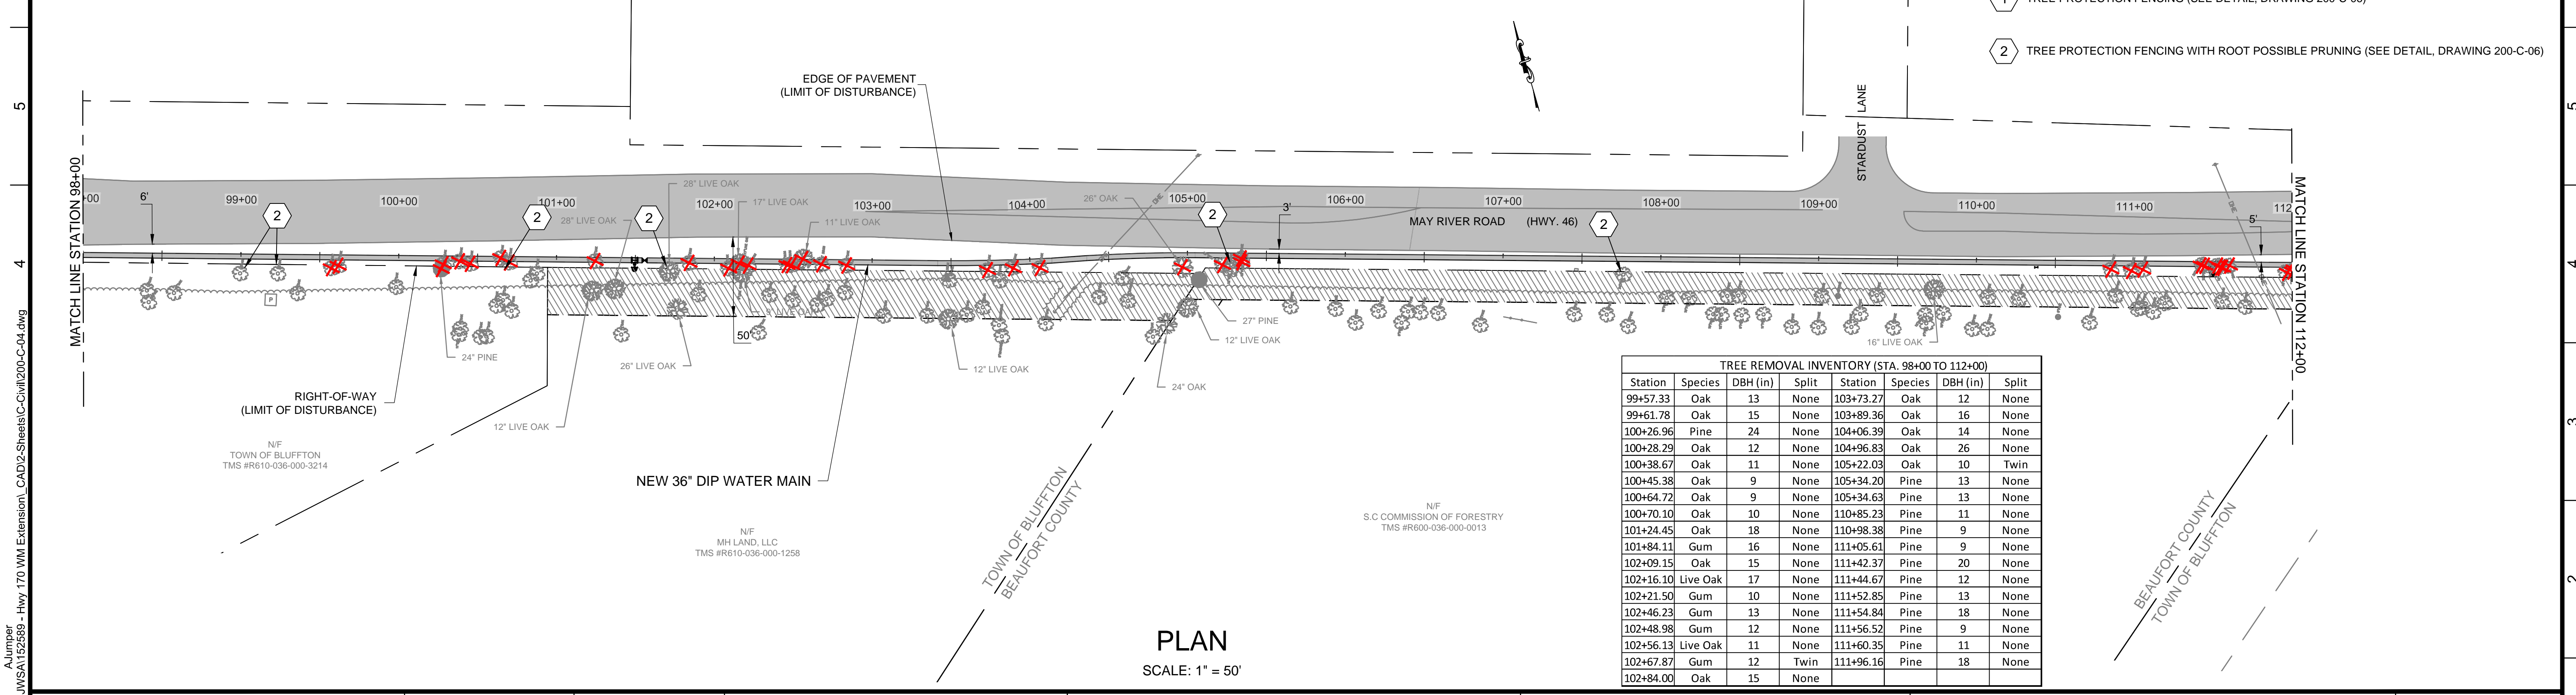 TREE PROTECTION FENCING (SEE DETAIL, DRAWING 200-C-05)
2 TREE PROTECTION FENCING WITH ROOT POSSIBLE PRUNING (SEE DETAIL, DRAWING 200-C-06)
5
5
4
4
3
3
2
2
EDGE OF PAVEMENT
(LIMIT OF DISTURBANCE)
STARDUST LANE
MATCH LINE STATION 98+00
MATCH LINE STATION 112+00
6'
+00
99+00
100+00
101+00
102+00
103+00
104+00
105+00
106+00
107+00
108+00
109+00
110+00
111+00
112
2
2
2
2
2
28" LIVE OAK
28" LIVE OAK
17" LIVE OAK
11" LIVE OAK
26" OAK
OHE
3'
MAY RIVER ROAD (HWY. 46)
OHE
5'
P
9" LIVE OAK
50'
24" PINE
26" LIVE OAK
12" LIVE OAK
27" PINE
12" LIVE OAK
24" OAK
16" LIVE OAK
12" LIVE OAK
RIGHT-OF-WAY
(LIMIT OF DISTURBANCE)
N/F
TOWN OF BLUFFTON
TMS #R610-036-000-3214
NEW 36" DIP WATER MAIN
N/F
MH LAND, LLC
TMS #R610-036-000-1258
TOWN OF BLUFFTON
BEAUFORT COUNTY
N/F
S.C COMMISSION OF FORESTRY
TMS #R600-036-000-0013
BEAUFORT COUNTY
TOWN OF BLUFFTON
TREE REMOVAL INVENTORY (STA. 98+00 TO 112+00)
Station Species DBH (in) Split Station Species DBH (in) Split
99+57.33 Oak 13 None 103+73.27 Oak 12 None
99+61.78 Oak 15 None 103+89.36 Oak 16 None
100+26.96 Pine 24 None 104+06.39 Oak 14 None
100+28.29 Oak 12 None 104+96.83 Oak 26 None
100+38.67 Oak 11 None 105+22.03 Oak 10 Twin
100+45.38 Oak 9 None 105+34.20 Pine 13 None
100+64.72 Oak 9 None 105+34.63 Pine 13 None
100+70.10 Oak 10 None 110+85.23 Pine 11 None
101+24.45 Oak 18 None 110+98.38 Pine 9 None
101+84.11 Gum 16 None 111+05.61 Pine 9 None
102+09.15 Oak 15 None 111+42.37 Pine 20 None
102+16.10 Live Oak 17 None 111+44.67 Pine 12 None
102+21.50 Gum 10 None 111+52.85 Pine 13 None
102+46.23 Gum 13 None 111+54.84 Pine 18 None
102+48.98 Gum 12 None 111+56.52 Pine 9 None
102+56.13 Live Oak 11 None 111+60.35 Pine 11 None
102+67.87 Gum 12 Twin 111+96.16 Pine 18 None
102+84.00 Oak 15 None
PLAN
SCALE: 1" = 50'
AJumper
JWSA\152589 - Hwy 170 WM Extension\_CAD\2-Sheets\C-Civil\200-C-04.dwg